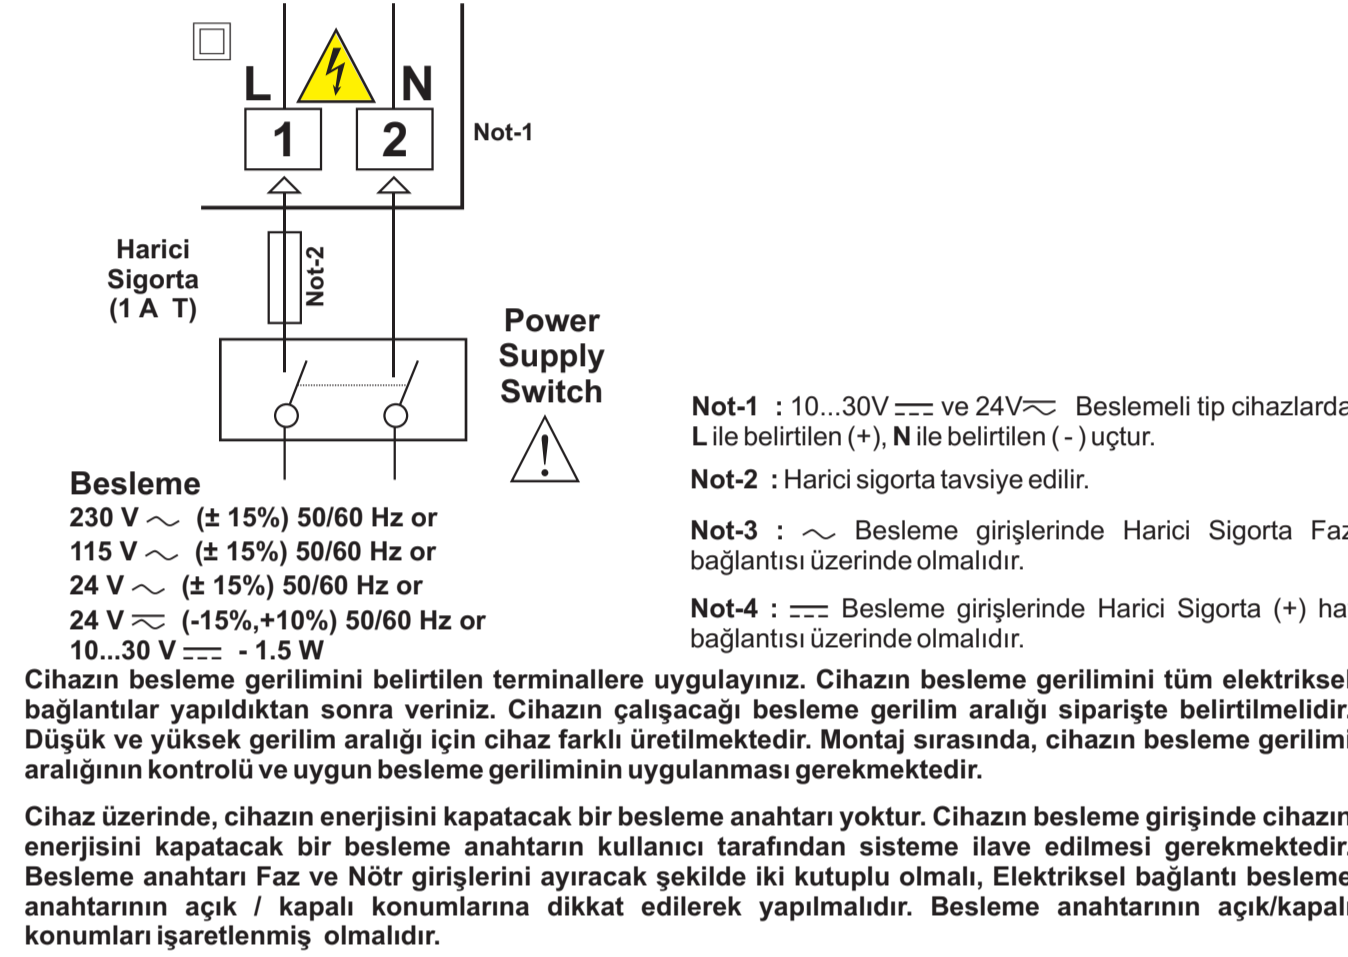 L N
1 2 Not-1
Harici
Sigorta
(1 A T)
Not-2
Power
Supply
Switch
Besleme
230 V ∼ (± 15%) 50/60 Hz or
115 V ∼ (± 15%) 50/60 Hz or
24 V ∼ (± 15%) 50/60 Hz or
24 V ⏦ (-15%,+10%) 50/60 Hz or
10...30 V ⎓ - 1.5 W
Not-1 : 10...30V ⎓ ve 24V⏦ Beslemeli tip cihazlarda
L ile belirtilen (+), N ile belirtilen ( - ) uçtur.
Not-2 : Harici sigorta tavsiye edilir.
Not-3 : ∼ Besleme girişlerinde Harici Sigorta Faz
bağlantısı üzerinde olmalıdır.
Not-4 : ⎓ Besleme girişlerinde Harici Sigorta (+) ha
bağlantısı üzerinde olmalıdır.
Cihazın besleme gerilimini belirtilen terminallere uygulayınız. Cihazın besleme gerilimini tüm elektriksel
bağlantılar yapıldıktan sonra veriniz. Cihazın çalışacağı besleme gerilim aralığı siparişte belirtilmelidir.
Düşük ve yüksek gerilim aralığı için cihaz farklı üretilmektedir. Montaj sırasında, cihazın besleme gerilimi
aralığının kontrolü ve uygun besleme geriliminin uygulanması gerekmektedir.
Cihaz üzerinde, cihazın enerjisini kapatacak bir besleme anahtarı yoktur. Cihazın besleme girişinde cihazın
enerjisini kapatacak bir besleme anahtarın kullanıcı tarafından sisteme ilave edilmesi gerekmektedir.
Besleme anahtarı Faz ve Nötr girişlerini ayıracak şekilde iki kutuplu olmalı, Elektriksel bağlantı besleme
anahtarının açık / kapalı konumlarına dikkat edilerek yapılmalıdır. Besleme anahtarının açık/kapalı
konumları işaretlenmiş olmalıdır.